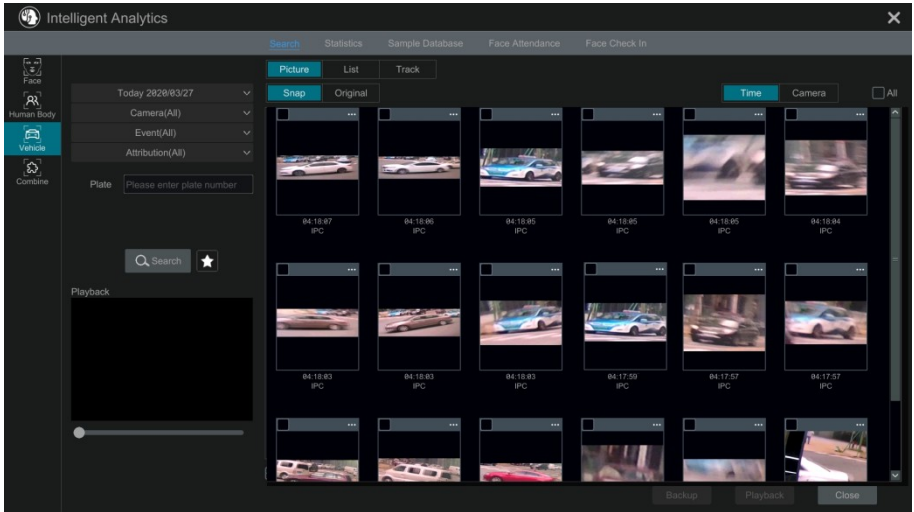 Intelligent Analytics
Search Statistics Sample Database Face Attendance Face Check In
Face
Human Body
Vehicle
Combine
Today 2020/03/27
Camera(All)
Event(All)
Attribution(All)
Plate Please enter plate number
Search
Playback
Picture List Track
Snap Original Time Camera All
04:18:07 04:18:06 04:18:05 04:18:05 04:18:05 04:18:04
IPC IPC IPC IPC IPC IPC
04:18:03 04:18:03 04:18:03 04:17:59 04:17:57 04:17:57
IPC IPC IPC IPC IPC IPC
Backup Playback Close